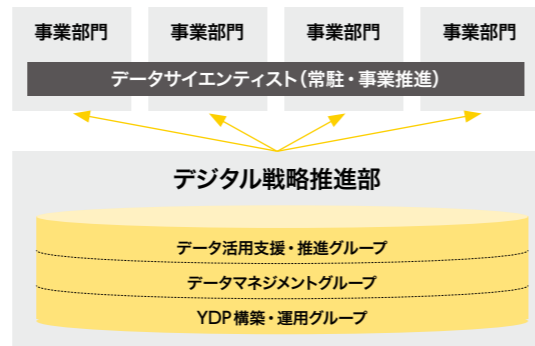 事業部門 事業部門 事業部門 事業部門
データサイエンティスト（常駐・事業推進）
デジタル戦略推進部
データ活用支援・推進グループ
データマネジメントグループ
YDP構築・運用グループ